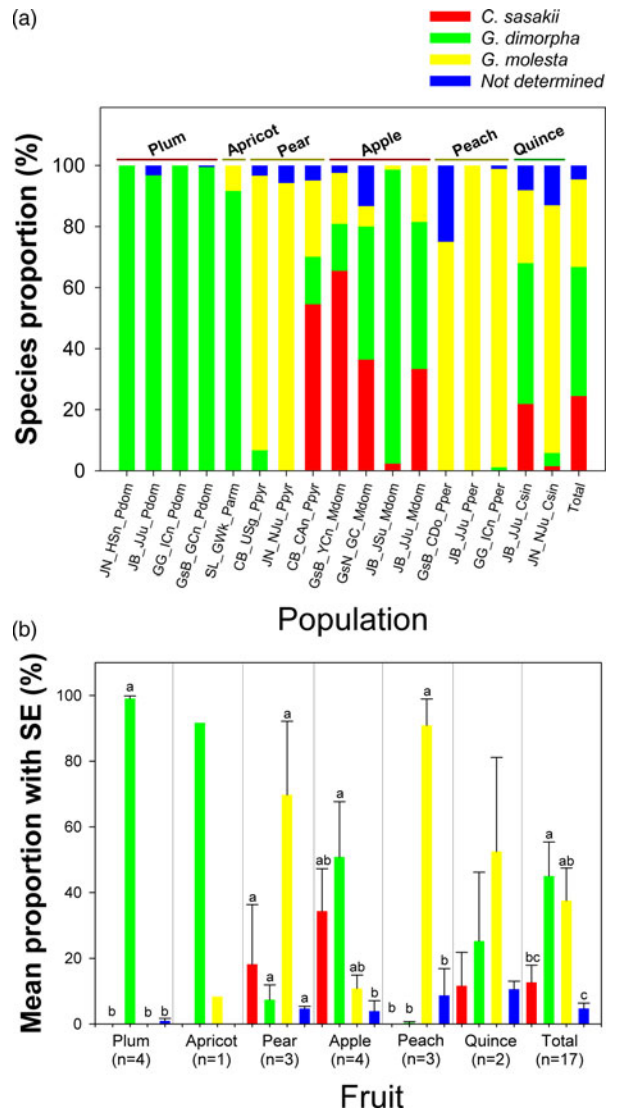 (a)
C. sasakii
G. dimorpha
G. molesta
Not determined
Plum Apricot Pear Apple Peach Quince
Species proportion (%)
100
80
60
40
20
0
JN_HSn_Pdom
JB_JJu_Pdom
GG_ICn_Pdom
GsB_GCn_Pdom
SL_GWk_Parm
CB_USg_Ppyr
JN_NJu_Ppyr
CB_CAn_Ppyr
GsB_YCn_Mdom
GsN_GC_Mdom
JB_JSu_Mdom
JB_JJu_Mdom
GsB_CDo_Pper
JB_JJu_Pper
GG_ICn_Pper
JB_JJu_Csin
JN_NJu_Csin
Total
Population
(b)
Mean proportion with SE (%)
100
80
60
40
20
0
b a b b
a a a a
ab a ab b
b b a b
bc a ab c
Plum Apricot Pear Apple Peach Quince Total
(n=4) (n=1) (n=3) (n=4) (n=3) (n=2) (n=17)
Fruit